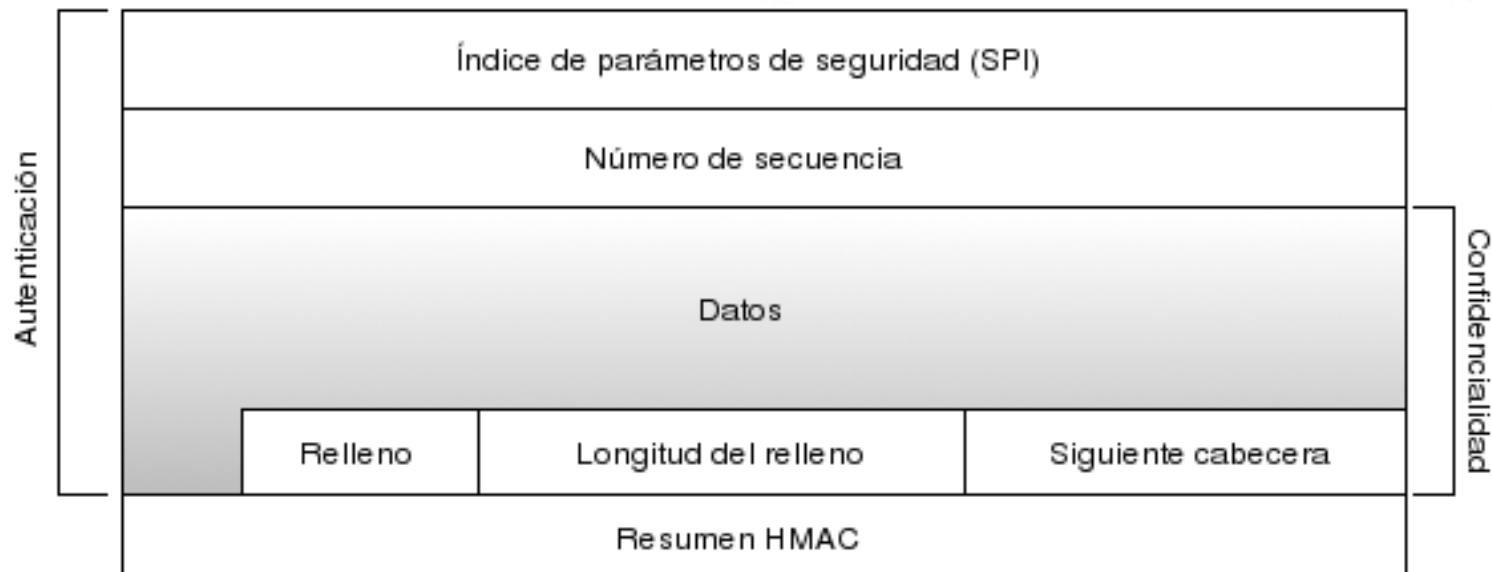 Índice de parámetros de seguridad (SPI)
Número de secuencia
Autenticación
Datos
Confidencialidad
Relleno
Longitud del relleno
Siguiente cabecera
Resumen HMAC